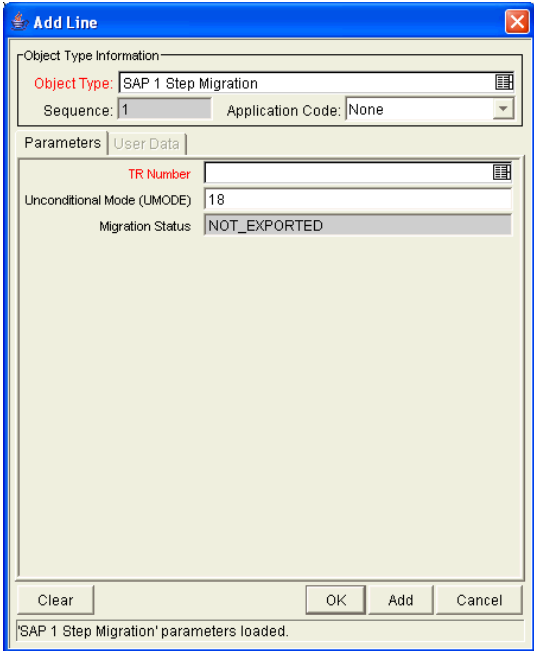 Add Line
Object Type Information
Object Type: SAP 1 Step Migration
Sequence: 1 Application Code: None
Parameters User Data
TR Number
Unconditional Mode (UMODE) 18
Migration Status NOT_EXPORTED
Clear OK Add Cancel
'SAP 1 Step Migration' parameters loaded.